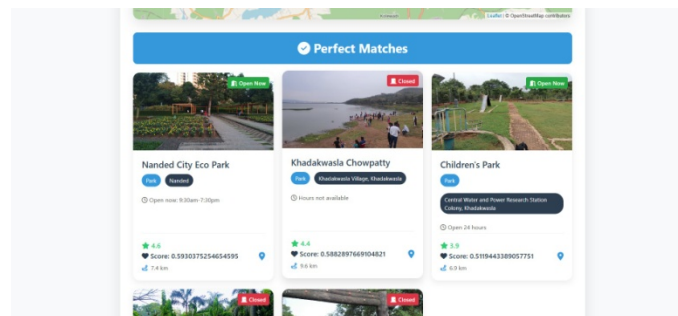 Leaflet | © OpenStreetMap contributors
Perfect Matches
Open Now
Closed
Open Now
Nanded City Eco Park
Park Nanded
Open now: 9:30am-7:30pm
4.6
Score: 0.5930375254654595
7.4 km
Khadakwasla Chowpatty
Park Khadakwasla Village, Khadakwasla
Hours not available
4.4
Score: 0.5882897669104821
9.6 km
Children's Park
Park
Central Water and Power Research Station
Colony, Khadakwasla
Open 24 hours
3.9
Score: 0.5119443389057751
6.9 km
Closed
Closed